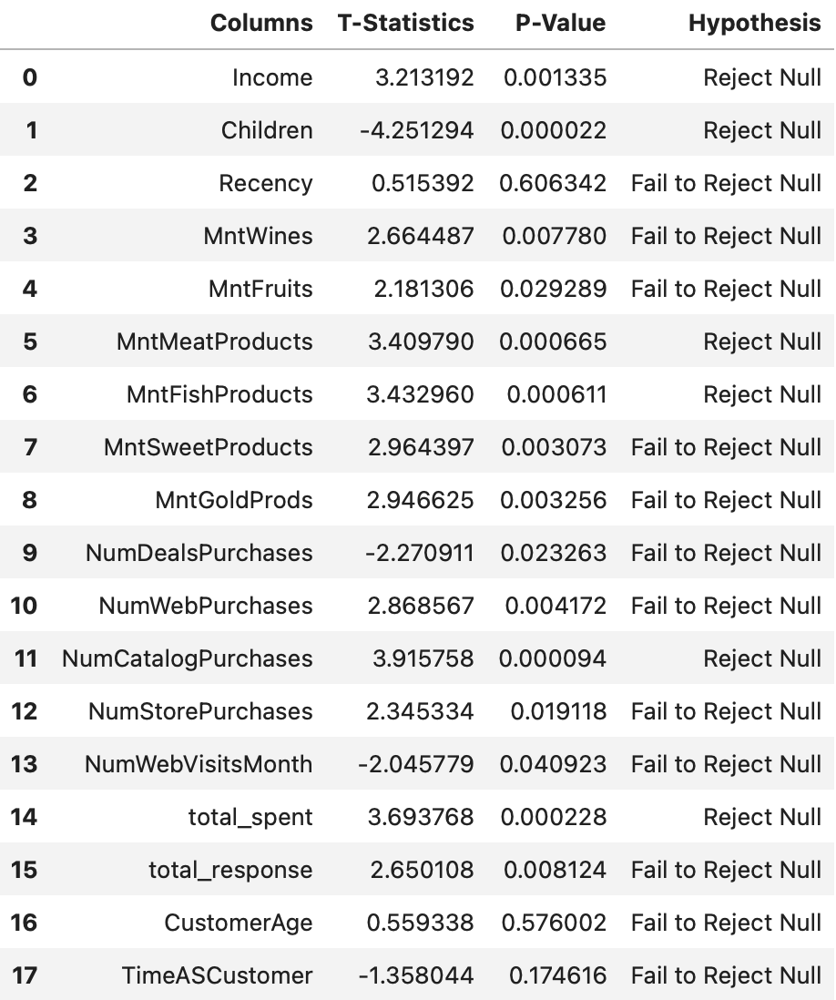 Columns T-Statistics P-Value Hypothesis
0 Income 3.213192 0.001335 Reject Null
1 Children -4.251294 0.000022 Reject Null
2 Recency 0.515392 0.606342 Fail to Reject Null
3 MntWines 2.664487 0.007780 Fail to Reject Null
4 MntFruits 2.181306 0.029289 Fail to Reject Null
5 MntMeatProducts 3.409790 0.000665 Reject Null
6 MntFishProducts 3.432960 0.000611 Reject Null
7 MntSweetProducts 2.964397 0.003073 Fail to Reject Null
8 MntGoldProds 2.946625 0.003256 Fail to Reject Null
9 NumDealsPurchases -2.270911 0.023263 Fail to Reject Null
10 NumWebPurchases 2.868567 0.004172 Fail to Reject Null
11 NumCatalogPurchases 3.915758 0.000094 Reject Null
12 NumStorePurchases 2.345334 0.019118 Fail to Reject Null
13 NumWebVisitsMonth -2.045779 0.040923 Fail to Reject Null
14 total_spent 3.693768 0.000228 Reject Null
15 total_response 2.650108 0.008124 Fail to Reject Null
16 CustomerAge 0.559338 0.576002 Fail to Reject Null
17 TimeASCustomer -1.358044 0.174616 Fail to Reject Null